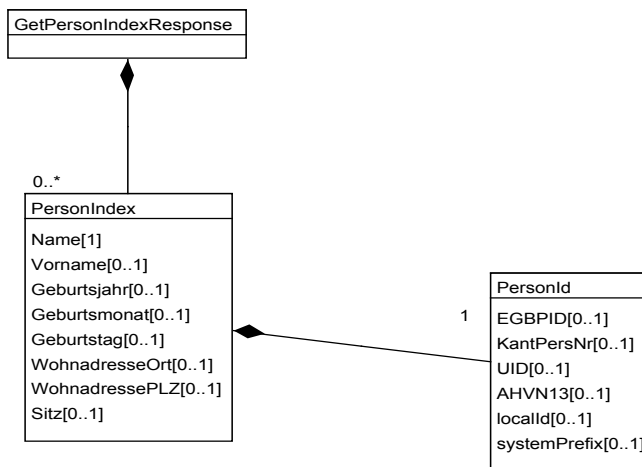 GetPersonIndexResponse
0..*
PersonIndex
Name[1]
Vorname[0..1]
Geburtsjahr[0..1]
Geburtsmonat[0..1]
Geburtstag[0..1]
WohnadresseOrt[0..1]
WohnadressePLZ[0..1]
Sitz[0..1]
1
PersonId
EGBPID[0..1]
KantPersNr[0..1]
UID[0..1]
AHVN13[0..1]
localId[0..1]
systemPrefix[0..1]